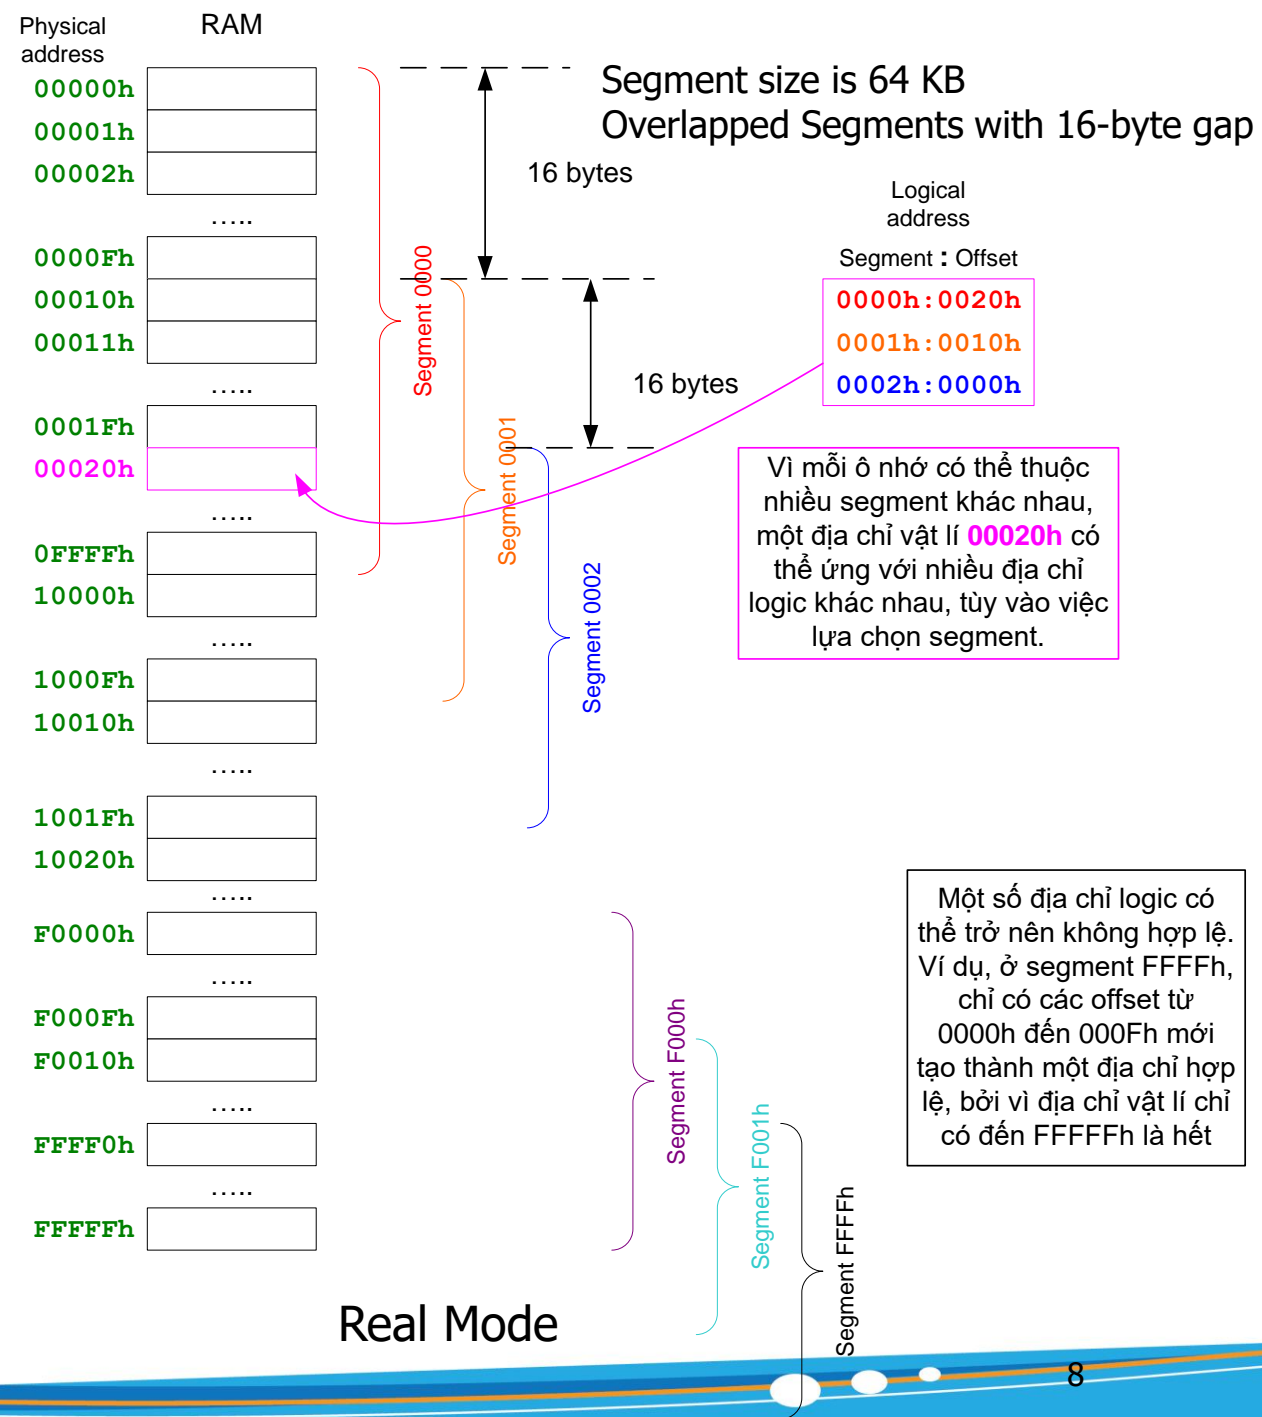 Physical
address
RAM
00000h
00001h
00002h
…..
0000Fh
00010h
00011h
…..
0001Fh
00020h
…..
0FFFFh
10000h
…..
1000Fh
10010h
…..
1001Fh
10020h
…..
F0000h
…..
F000Fh
F0010h
…..
FFFF0h
…..
FFFFFh
Segment 0000
Segment 0001
Segment 0002
Segment F000h
Segment F001h
Segment FFFFh
16 bytes
16 bytes
Segment size is 64 KB
Overlapped Segments with 16-byte gap
Logical
address
Segment : Offset
0000h:0020h
0001h:0010h
0002h:0000h
Vì mỗi ô nhớ có thể thuộc
nhiều segment khác nhau,
một địa chỉ vật lí 00020h có
thể ứng với nhiều địa chỉ
logic khác nhau, tùy vào việc
lựa chọn segment.
Một số địa chỉ logic có
thể trở nên không hợp lệ.
Ví dụ, ở segment FFFFh,
chỉ có các offset từ
0000h đến 000Fh mới
tạo thành một địa chỉ hợp
lệ, bởi vì địa chỉ vật lí chỉ
có đến FFFFFh là hết
Real Mode
8